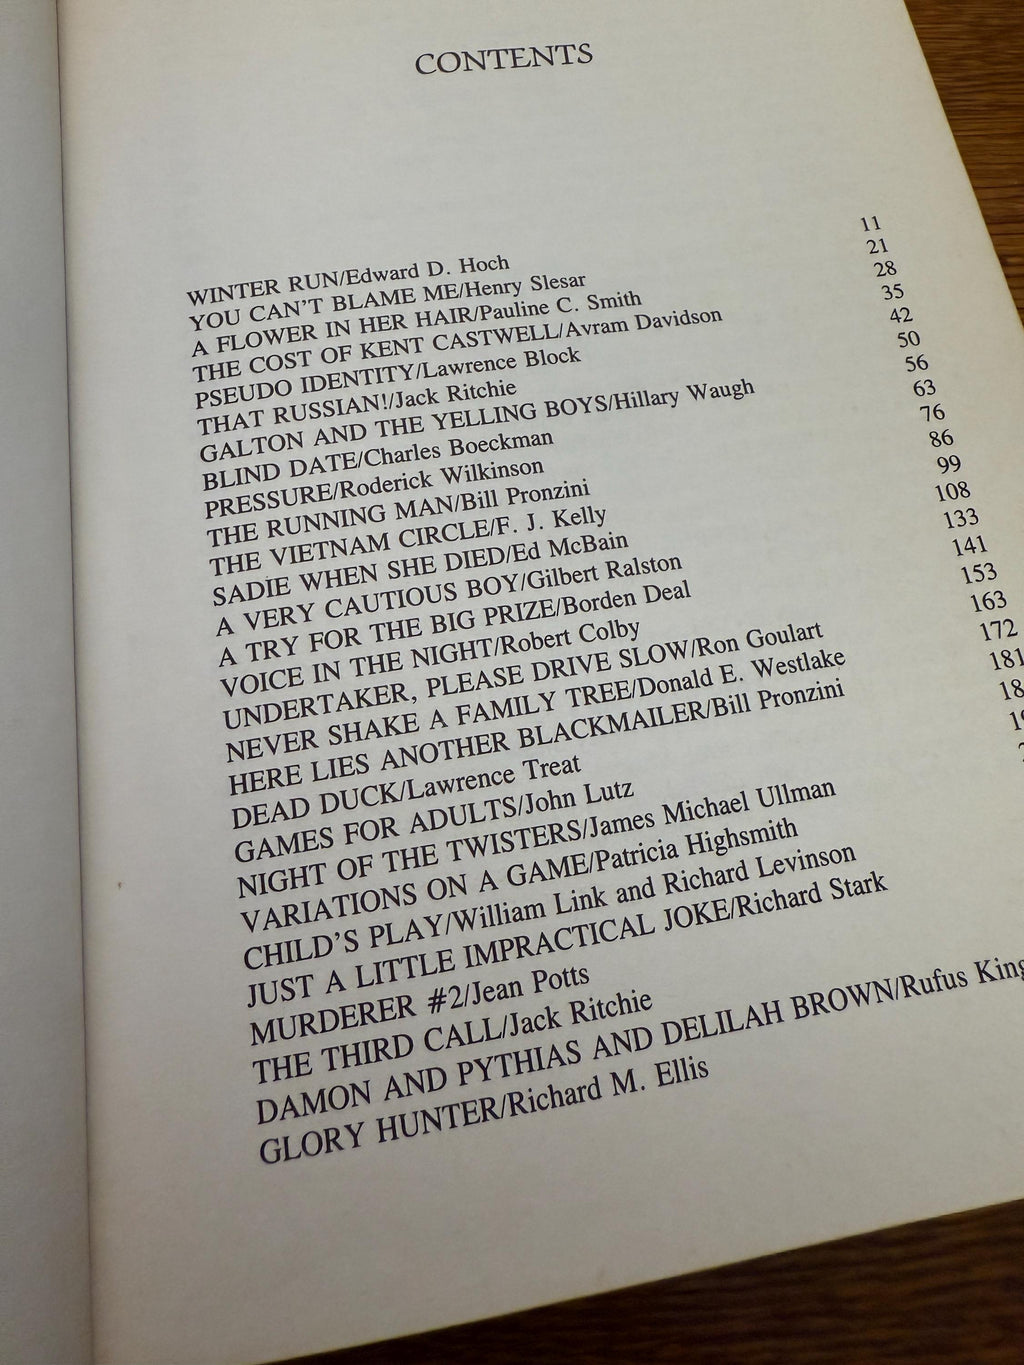 CONTENTS
WINTER RUN/Edward D. Hoch 11
YOU CAN'T BLAME ME/Henry Slesar 21
A FLOWER IN HER HAIR/Pauline C. Smith 28
THE COST OF KENT CASTWELL/Avram Davidson 35
PSEUDO IDENTITY/Lawrence Block 42
THAT RUSSIAN!/Jack Ritchie 50
GALTON AND THE YELLING BOYS/Hillary Waugh 56
BLIND DATE/Charles Boeckman 63
PRESSURE/Roderick Wilkinson 76
THE RUNNING MAN/Bill Pronzini 86
THE VIETNAM CIRCLE/F. J. Kelly 99
SADIE WHEN SHE DIED/Ed McBain 108
A VERY CAUTIOUS BOY/Gilbert Ralston 133
A TRY FOR THE BIG PRIZE/Borden Deal 141
VOICE IN THE NIGHT/Robert Colby 153
UNDERTAKER, PLEASE DRIVE SLOW/Ron Goulart 163
NEVER SHAKE A FAMILY TREE/Donald E. Westlake 172
HERE LIES ANOTHER BLACKMAILER/Bill Pronzini 181
DEAD DUCK/Lawrence Treat 18
GAMES FOR ADULTS/John Lutz
NIGHT OF THE TWISTERS/James Michael Ullman
VARIATIONS ON A GAME/Patricia Highsmith
CHILD'S PLAY/William Link and Richard Levinson
JUST A LITTLE IMPRACTICAL JOKE/Richard Stark
MURDERER #2/Jean Potts
THE THIRD CALL/Jack Ritchie
DAMON AND PYTHIAS AND DELILAH BROWN/Rufus King
GLORY HUNTER/Richard M. Ellis